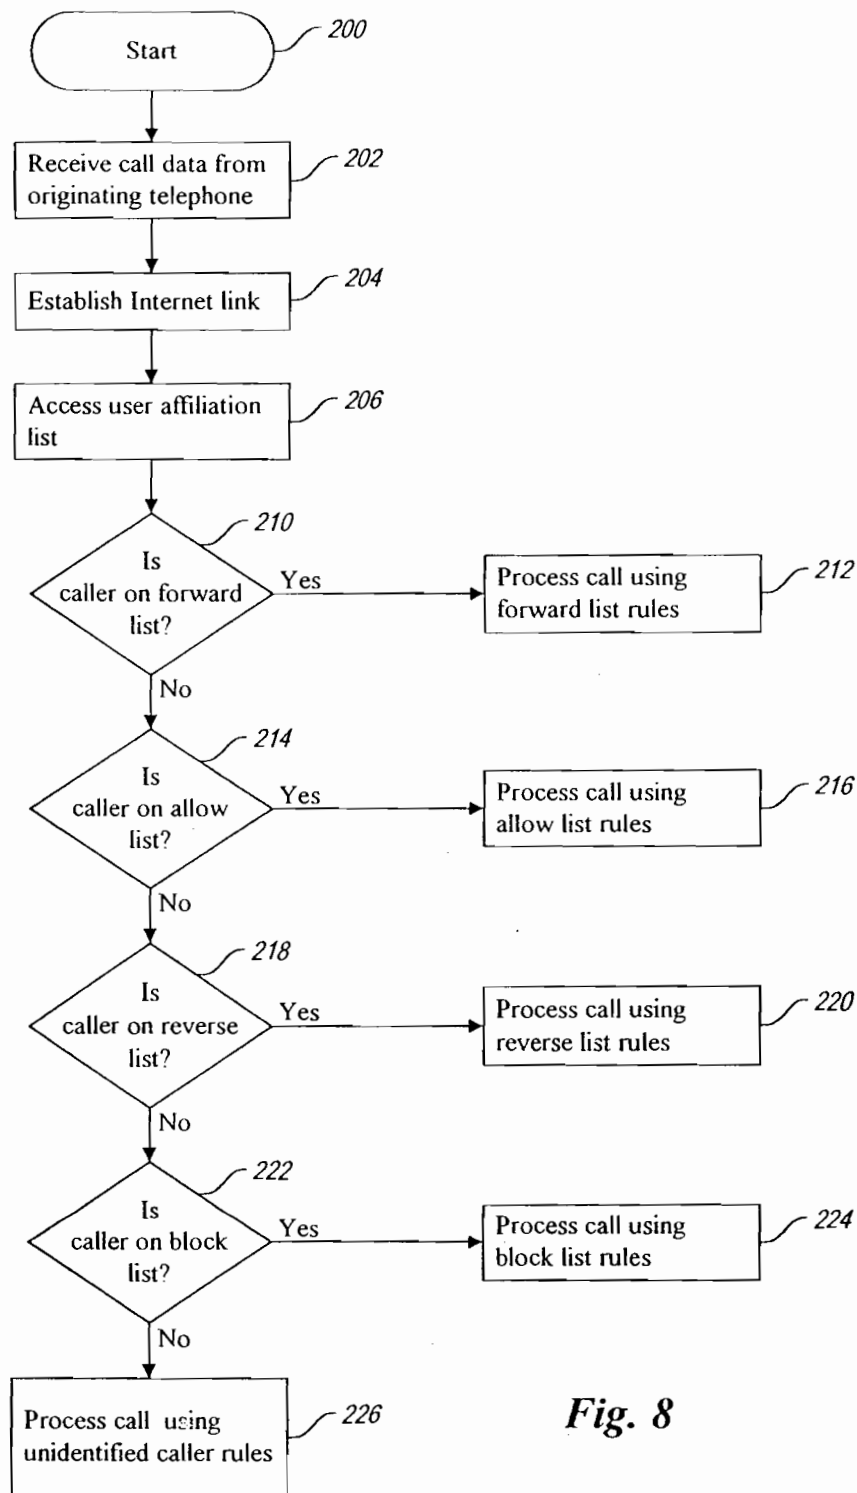 Start
200
Receive call data from
originating telephone
202
Establish Internet link
204
Access user affiliation
list
206
210
Is
caller on forward
list?
Yes
Process call using
forward list rules
212
No
214
Is
caller on allow
list?
Yes
Process call using
allow list rules
216
No
218
Is
caller on reverse
list?
Yes
Process call using
reverse list rules
220
No
222
Is
caller on block
list?
Yes
Process call using
block list rules
224
No
Process call using
unidentified caller rules
226
Fig. 8